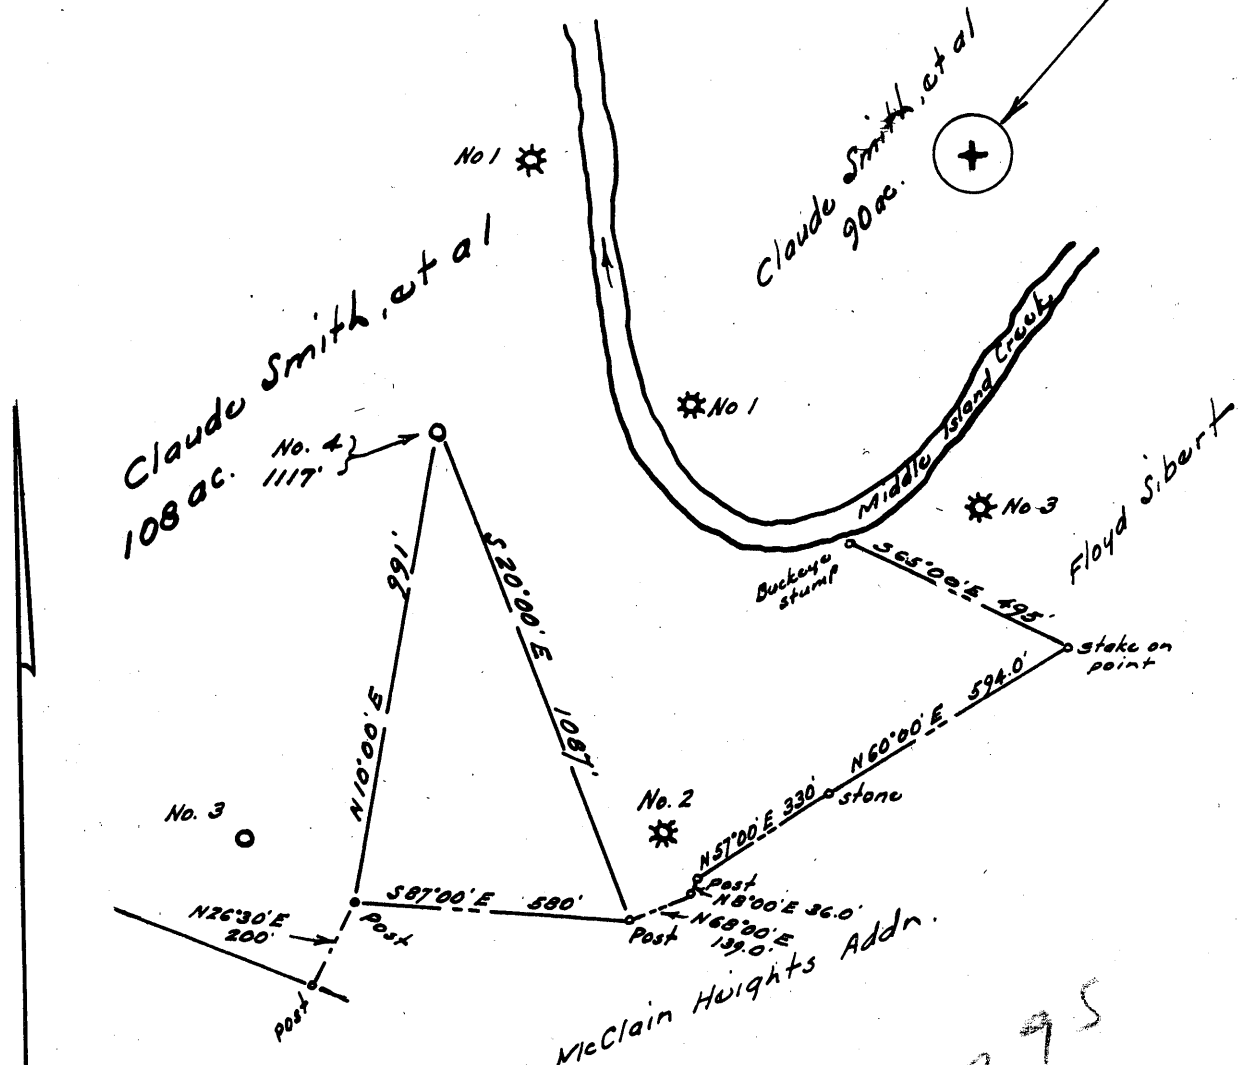 Claude Smith, et al
90 ac.
No 1
Claude Smith, et al
108 ac.
No. 4
1117'
No 1
Middle Island Creek
No 3
Floyd Sibert
Buckeye
stump
S65°00'E 495'
stake on
point
594.0'
N60°00'E
stone
N57°00'E 330'
991'
N10°00'E
S20°00'E
1087'
No. 3
No. 2
Post
N8°00'E 36.0'
N68°00'E
139.0'
S87°00'E 580'
Post
Post
N26°30'E
200'
post
McClain Heights Addn.
95